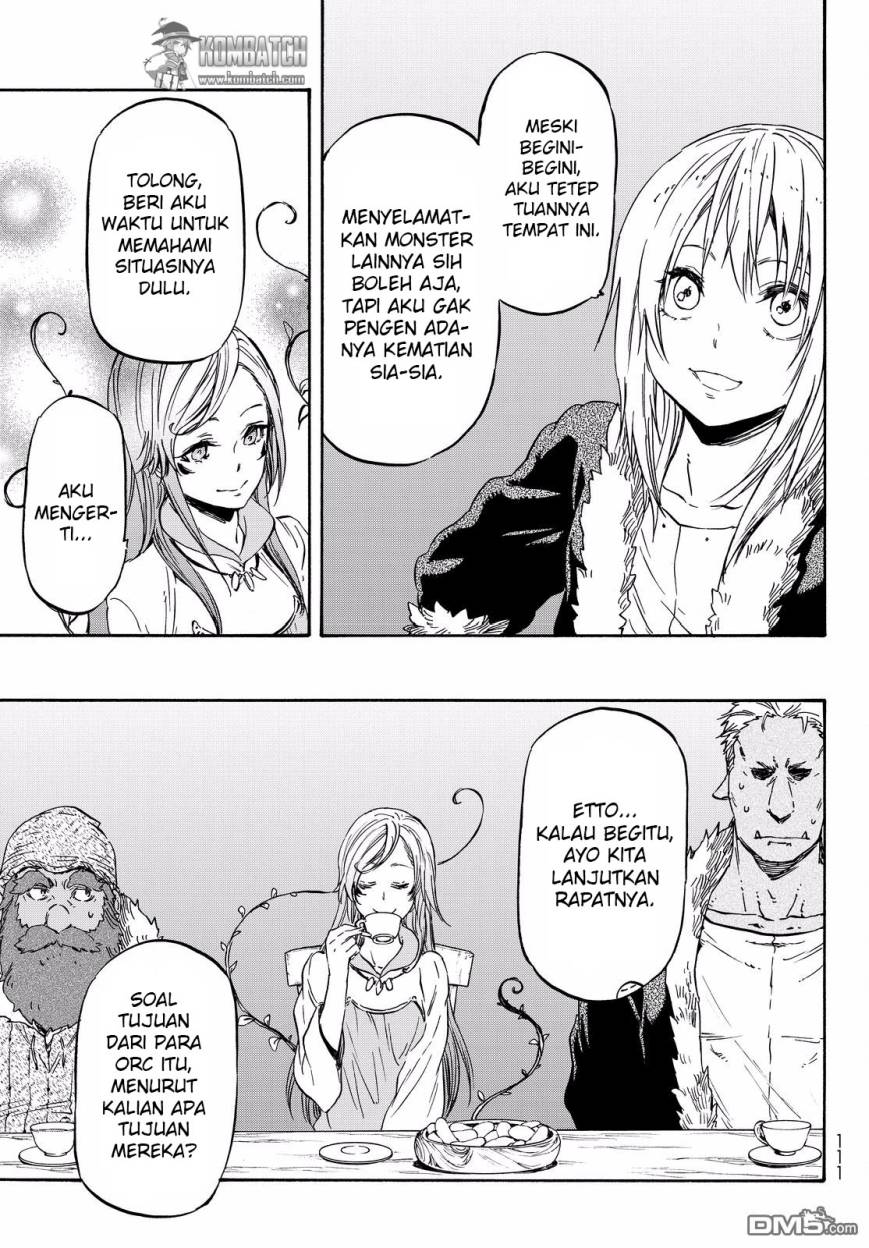 KOMBATCH
www.kombatch.com
MESKI
BEGINI-
BEGINI,
AKU TETEP
TUANNYA
TEMPAT INI.
MENYELAMAT-
KAN MONSTER
LAINNYA SIH
BOLEH AJA,
TAPI AKU GAK
PENGEN ADA-
NYA KEMATIAN
SIA-SIA.
TOLONG,
BERI AKU
WAKTU UNTUK
MEMAHAMI
SITUASINYA
DULU.
AKU
MENGER-
TI...
ETTO...
KALAU BEGITU,
AYO KITA
LANJUTKAN
RAPATNYA.
SOAL
TUJUAN
DARI PARA
ORC ITU,
MENURUT
KALIAN APA
TUJUAN
MEREKA?
111
DM5.com